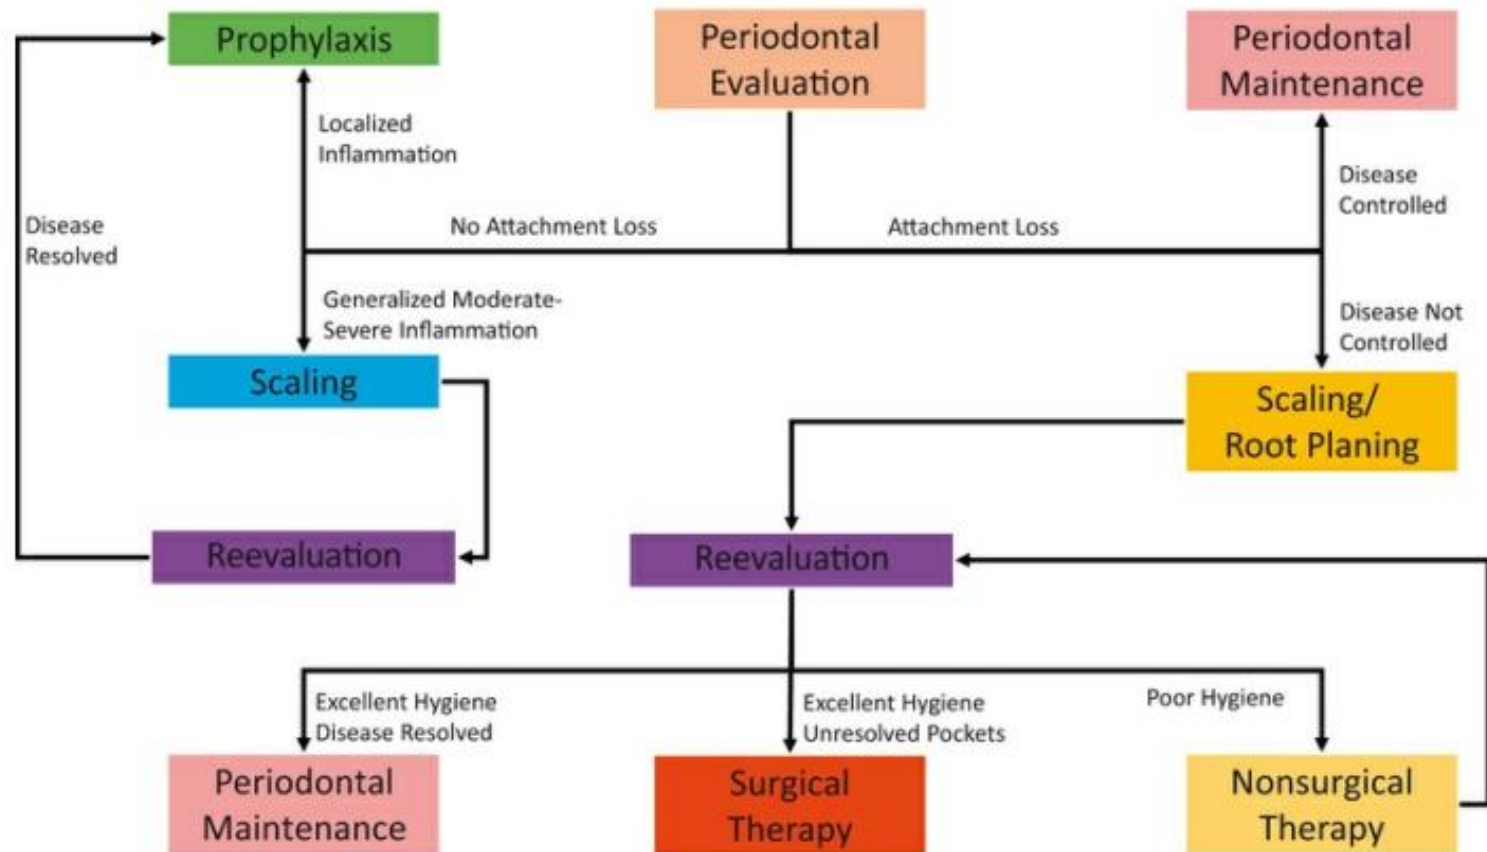 Prophylaxis
Periodontal
Evaluation
Periodontal
Maintenance
Localized
Inflammation
Disease
Controlled
Disease
Resolved
No Attachment Loss
Attachment Loss
Generalized Moderate-
Severe Inflammation
Disease Not
Controlled
Scaling
Scaling/
Root Planing
Reevaluation
Reevaluation
Excellent Hygiene
Disease Resolved
Excellent Hygiene
Unresolved Pockets
Poor Hygiene
Periodontal
Maintenance
Surgical
Therapy
Nonsurgical
Therapy